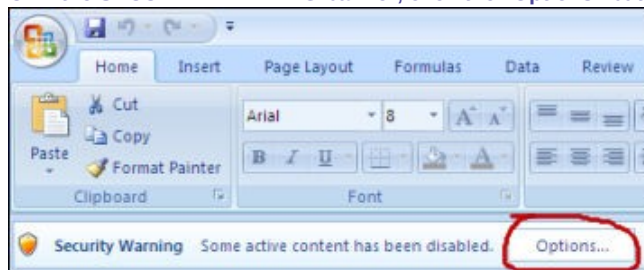 Home Insert Page Layout Formulas Data Review
Cut
Arial 8 A A
Copy
Paste
Format Painter
B I U A
Clipboard Font
Security Warning Some active content has been disabled. Options...